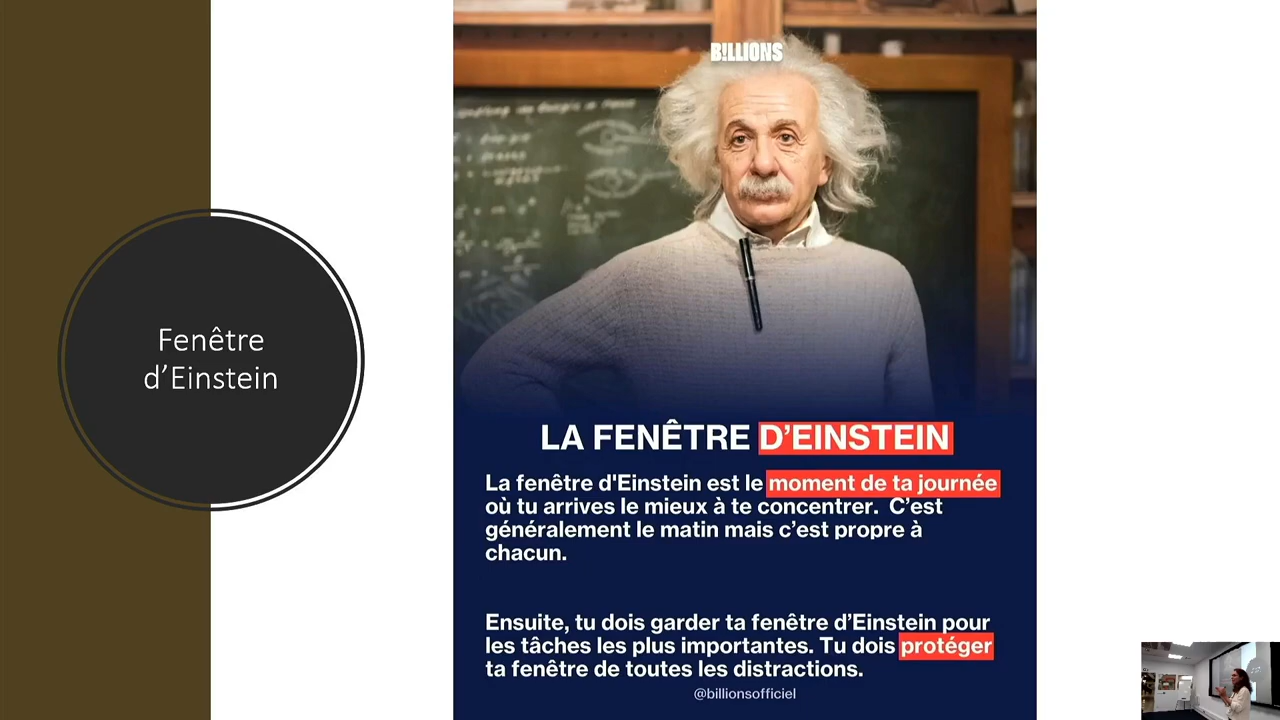 Fenêtre
d’Einstein
B!LLIONS
LA FENÊTRE D’EINSTEIN
La fenêtre d'Einstein est le moment de ta journée
où tu arrives le mieux à te concentrer. C’est
généralement le matin mais c’est propre à
chacun.
Ensuite, tu dois garder ta fenêtre d’Einstein pour
les tâches les plus importantes. Tu dois protéger
ta fenêtre de toutes les distractions.
@billionsofficiel